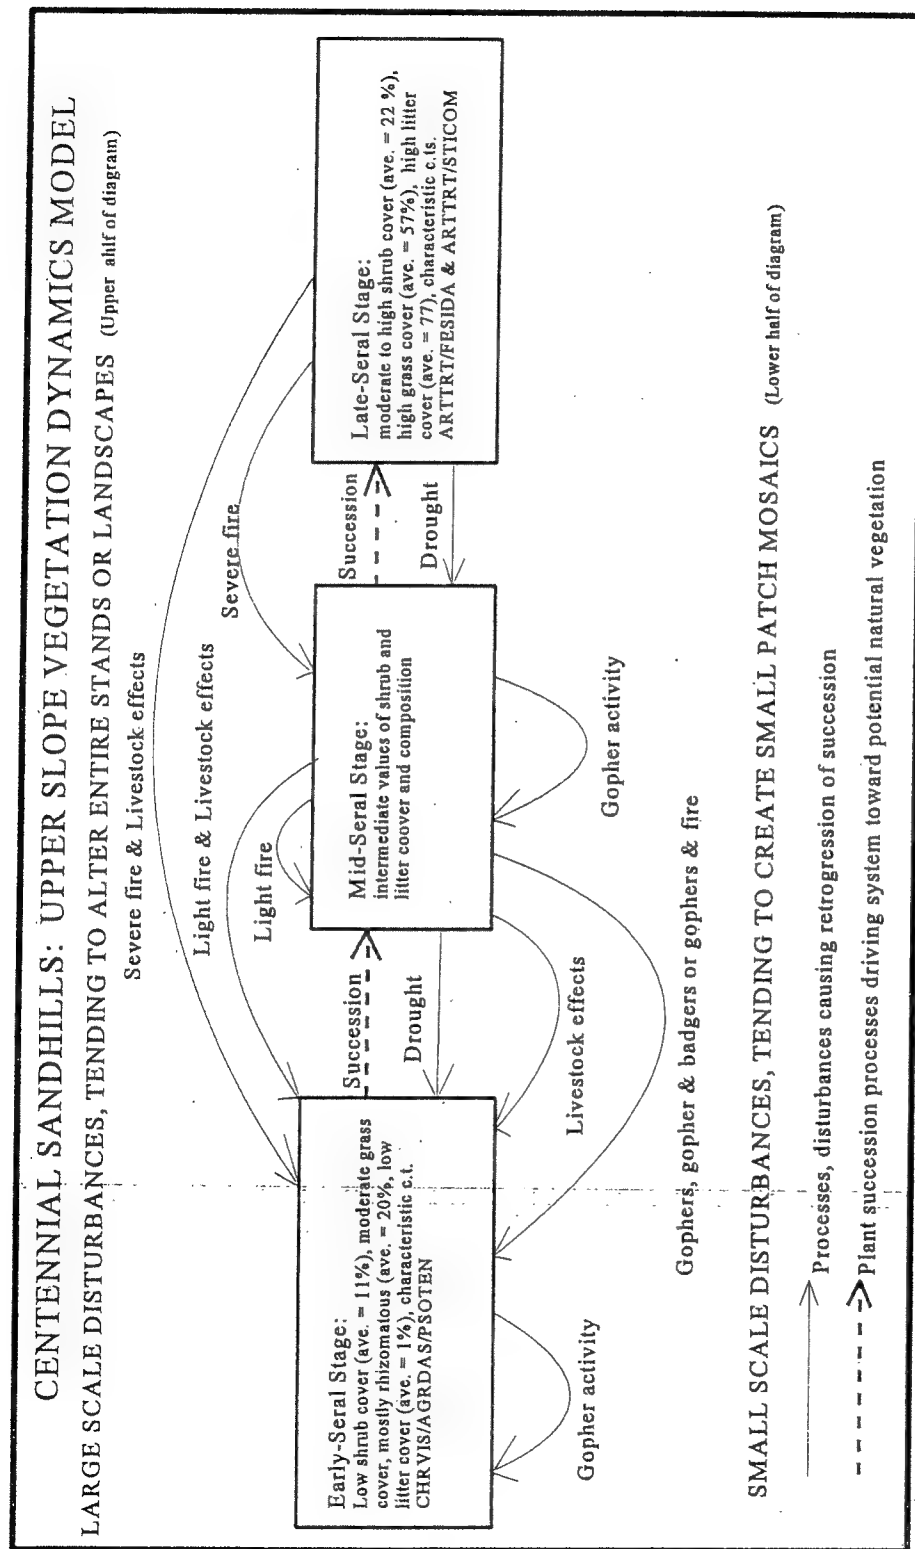 CENTENNIAL SANDHILLS: UPPER SLOPE VEGETATION DYNAMICS MODEL
LARGE SCALE DISTURBANCES, TENDING TO ALTER ENTIRE STANDS OR LANDSCAPES (Upper ahlf of diagram)
Severe fire & Livestock effects
Light fire & Livestock effects
Severe fire
Light fire
Early-Seral Stage:
Low shrub cover (ave. = 11%), moderate grass
cover, mostly rhizomatous (ave. = 20%, low
litter cover (ave. = 1%), characteristic c.t.
CHRVIS/AGRDAS/PSOTEN
Succession
Drought
Mid-Seral Stage:
intermediate values of shrub and
litter coover and composition
Succession
Drought
Late-Seral Stage:
moderate to high shrub cover (ave. = 22 %),
high grass cover (ave. = 57%), high litter
cover (ave. = 77), characteristic c.ts.
ARTTRT/FESIDA & ARTTRT/STICOM
Gopher activity
Livestock effects
Gopher activity
Gophers, gopher & badgers or gophers & fire
SMALL SCALE DISTURBANCES, TENDING TO CREATE SMALL PATCH MOSAICS (Lower half of diagram)
Processes, disturbances causing retrogression of succession
Plant succession processes driving system toward potential natural vegetation